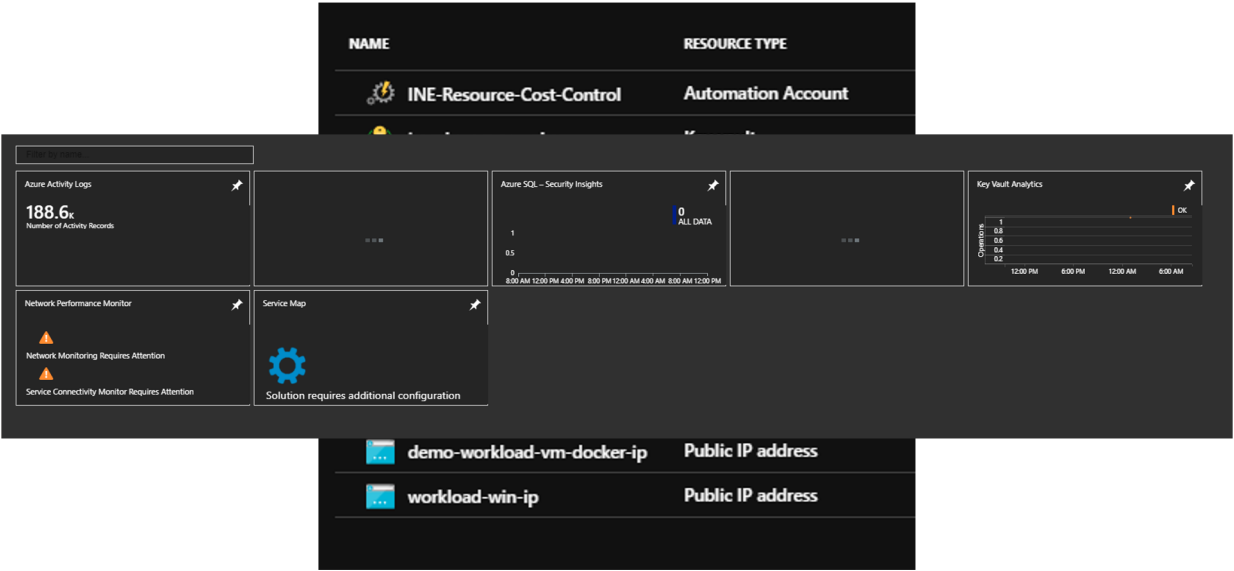 NAME RESOURCE TYPE
INE-Resource-Cost-Control Automation Account
Filter by name...
Azure Activity Logs
188.6K
Number of Activity Records
Azure SQL – Security Insights
0
ALL DATA
1
0.5
0
8:00 AM 12:00 PM 4:00 PM 8:00 PM 12:00 AM 4:00 AM 8:00 AM 12:00 PM
Key Vault Analytics
OK
Operations
1
0.8
0.6
0.4
0.2
12:00 PM 6:00 PM 12:00 AM 6:00 AM
Network Performance Monitor
Network Monitoring Requires Attention
Service Connectivity Monitor Requires Attention
Service Map
Solution requires additional configuration
demo-workload-vm-docker-ip Public IP address
workload-win-ip Public IP address